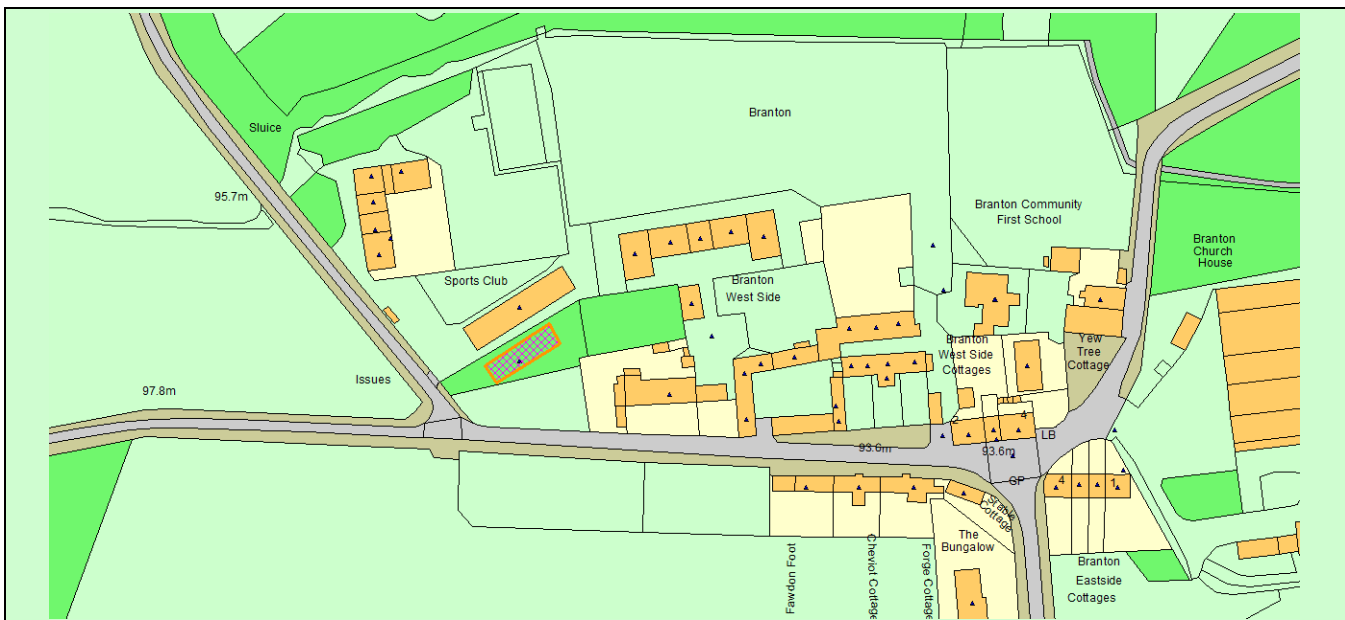 Branton
Sluice
95.7m
Branton Community
First School
Branton
Church
House
Sports Club
Branton
West Side
Branton
West Side
Cottages
Yew
Tree
Cottage
Issues
97.8m
2
4
LB
93.6m
93.6m
GP
4
1
Stable
Cottage
The
Bungalow
Fawdon Foot
Cheviot Cottage
Forge Cottage
Branton
Eastside
Cottages